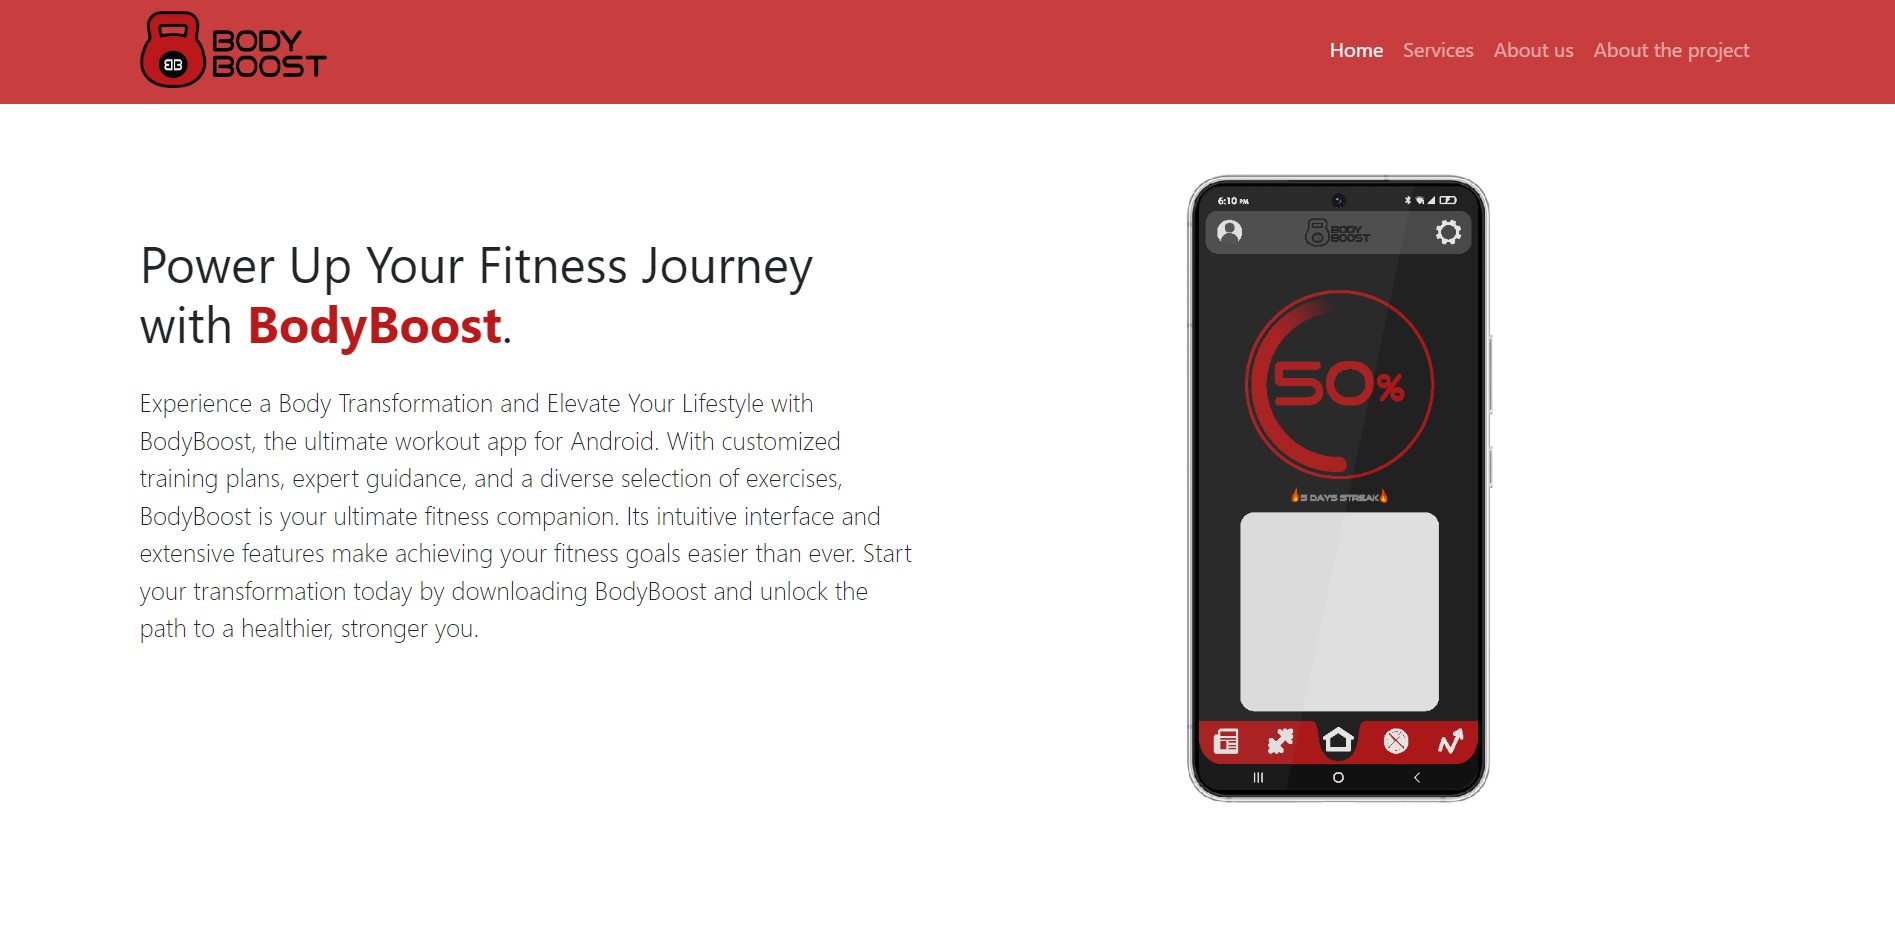 BODY
BOOST
BB
Home Services About us About the project
Power Up Your Fitness Journey
with BodyBoost.
Experience a Body Transformation and Elevate Your Lifestyle with
BodyBoost, the ultimate workout app for Android. With customized
training plans, expert guidance, and a diverse selection of exercises,
BodyBoost is your ultimate fitness companion. Its intuitive interface and
extensive features make achieving your fitness goals easier than ever. Start
your transformation today by downloading BodyBoost and unlock the
path to a healthier, stronger you.
6:10 PM
BODY
BOOST
50%
🔥5 DAYS STREAK🔥